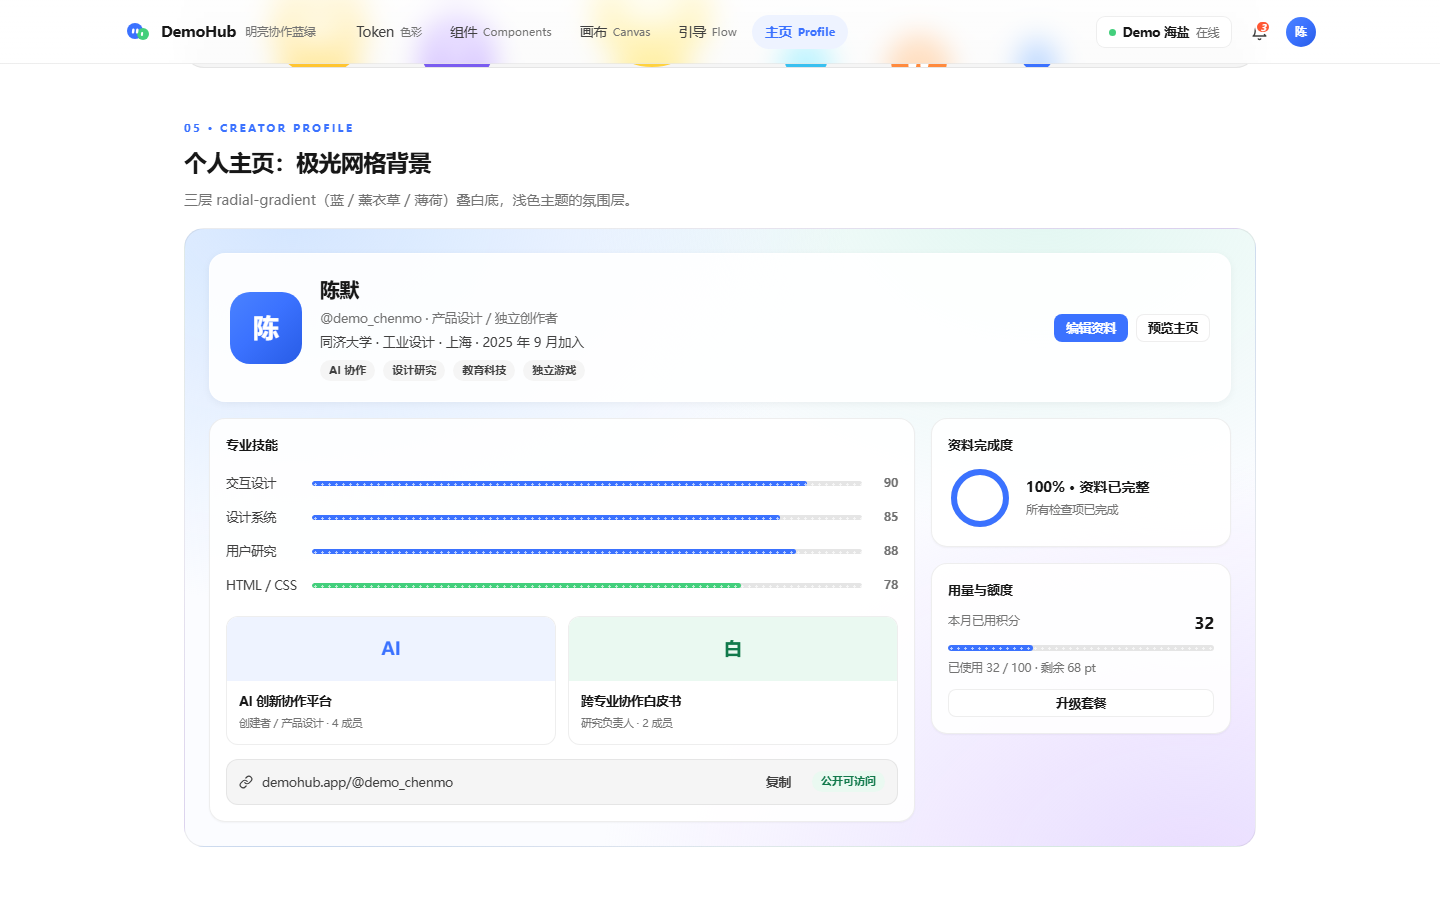 DemoHub 明亮协作蓝绿 Token 色彩 组件 Components 画布 Canvas 引导 Flow 主页 Profile Demo 海盐 在线 3 陈
05 • CREATOR PROFILE
个人主页：极光网格背景
三层 radial-gradient（蓝 / 薰衣草 / 薄荷）叠白底，浅色主题的氛围层。
陈
陈默
@demo_chenmo · 产品设计 / 独立创作者
同济大学 · 工业设计 · 上海 · 2025 年 9 月加入
AI 协作 设计研究 教育科技 独立游戏
编辑资料 预览主页
专业技能
交互设计 90
设计系统 85
用户研究 88
HTML / CSS 78
AI
AI 创新协作平台
创建者 / 产品设计 · 4 成员
白
跨专业协作白皮书
研究负责人 · 2 成员
demohub.app/@demo_chenmo 复制 公开可访问
资料完成度
100% • 资料已完整
所有检查项已完成
用量与额度
本月已用积分 32
已使用 32 / 100 · 剩余 68 pt
升级套餐